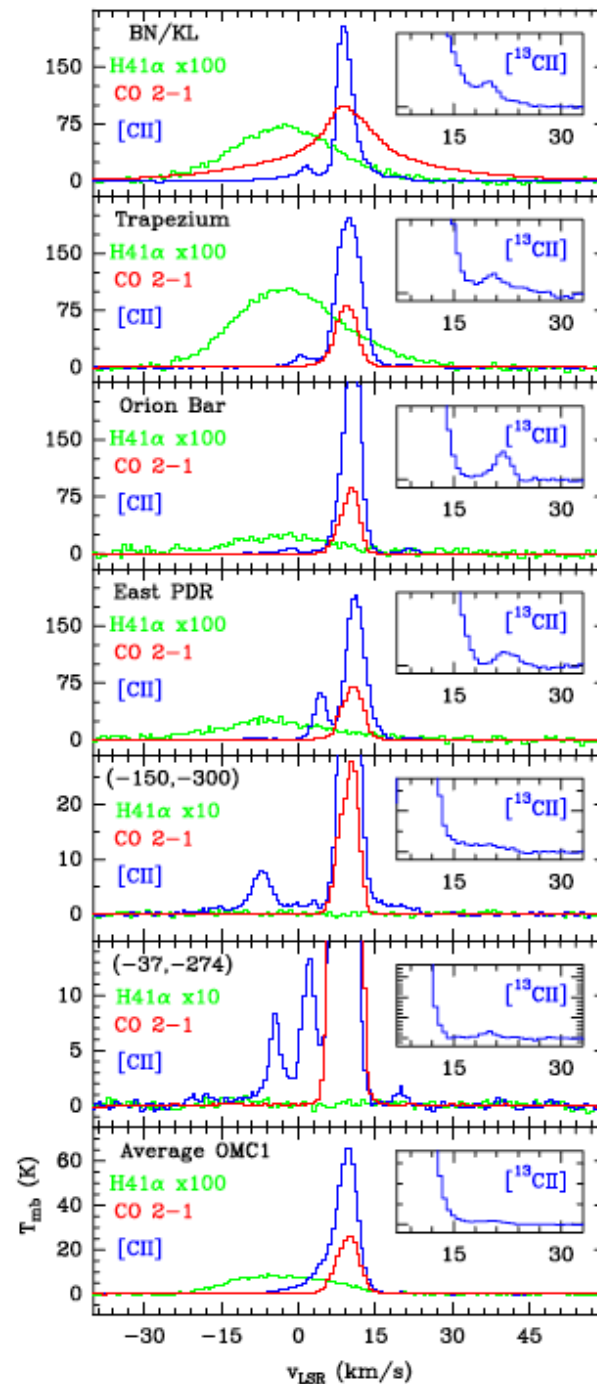 BN/KL
H41α x100
CO 2-1
[CII]
150
75
0
[¹³CII]
15 30
Trapezium
H41α x100
CO 2-1
[CII]
150
75
0
[¹³CII]
15 30
Orion Bar
H41α x100
CO 2-1
[CII]
150
75
0
[¹³CII]
15 30
East PDR
H41α x100
CO 2-1
[CII]
150
75
0
[¹³CII]
15 30
(-150,-300)
H41α x10
CO 2-1
[CII]
20
10
0
[¹³CII]
15 30
(-37,-274)
H41α x10
CO 2-1
[CII]
10
5
0
[¹³CII]
15 30
Average OMC1
H41α x100
CO 2-1
[CII]
60
40
20
0
[¹³CII]
15 30
T_mb (K)
-30 -15 0 15 30 45
v_LSR (km/s)